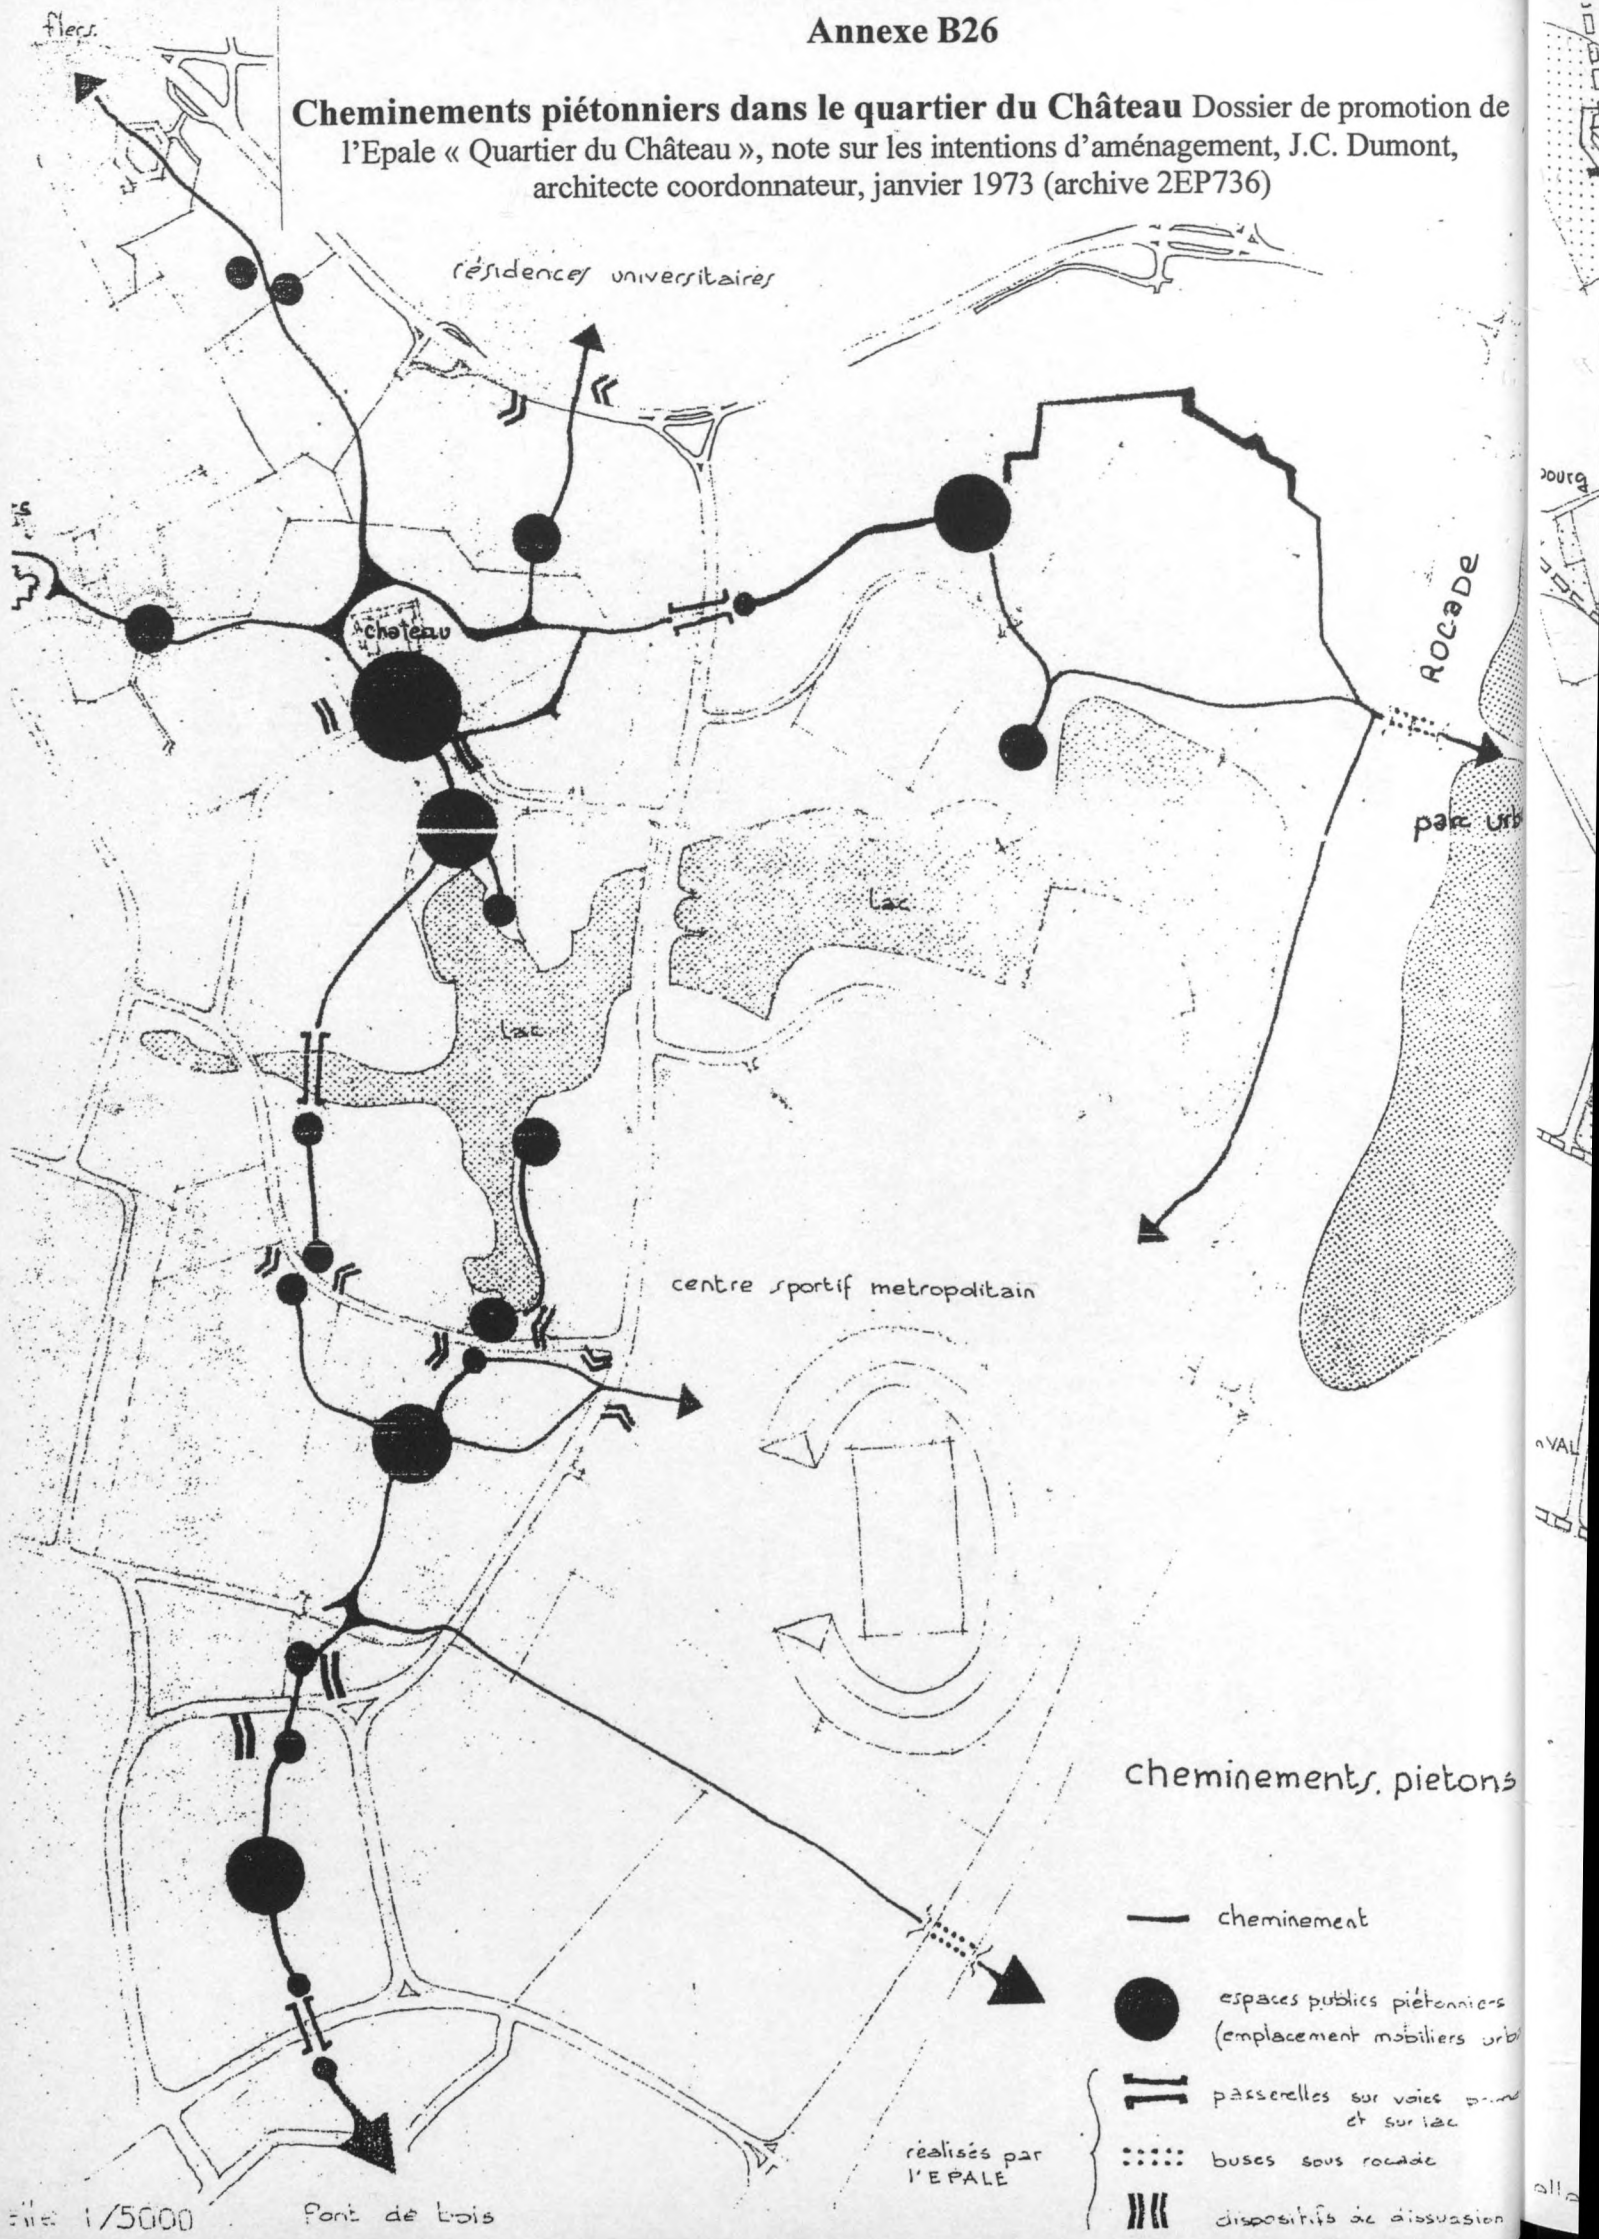 flers.
Annexe B26
Cheminements piétonniers dans le quartier du Château Dossier de promotion de
l'Epale « Quartier du Château », note sur les intentions d'aménagement, J.C. Dumont,
architecte coordonnateur, janvier 1973 (archive 2EP736)
résidences universitaires
chateau
ROCADE
parc urb
lac
lac
centre sportif metropolitain
cheminements. pietons
cheminement
espaces publics piétonniers
(emplacement mobiliers urb
passerelles sur voies
et sur lac
réalisés par
l'EPALE
buses sous rocade
dispositifs de dissuasion
1/5000
Pont de bois